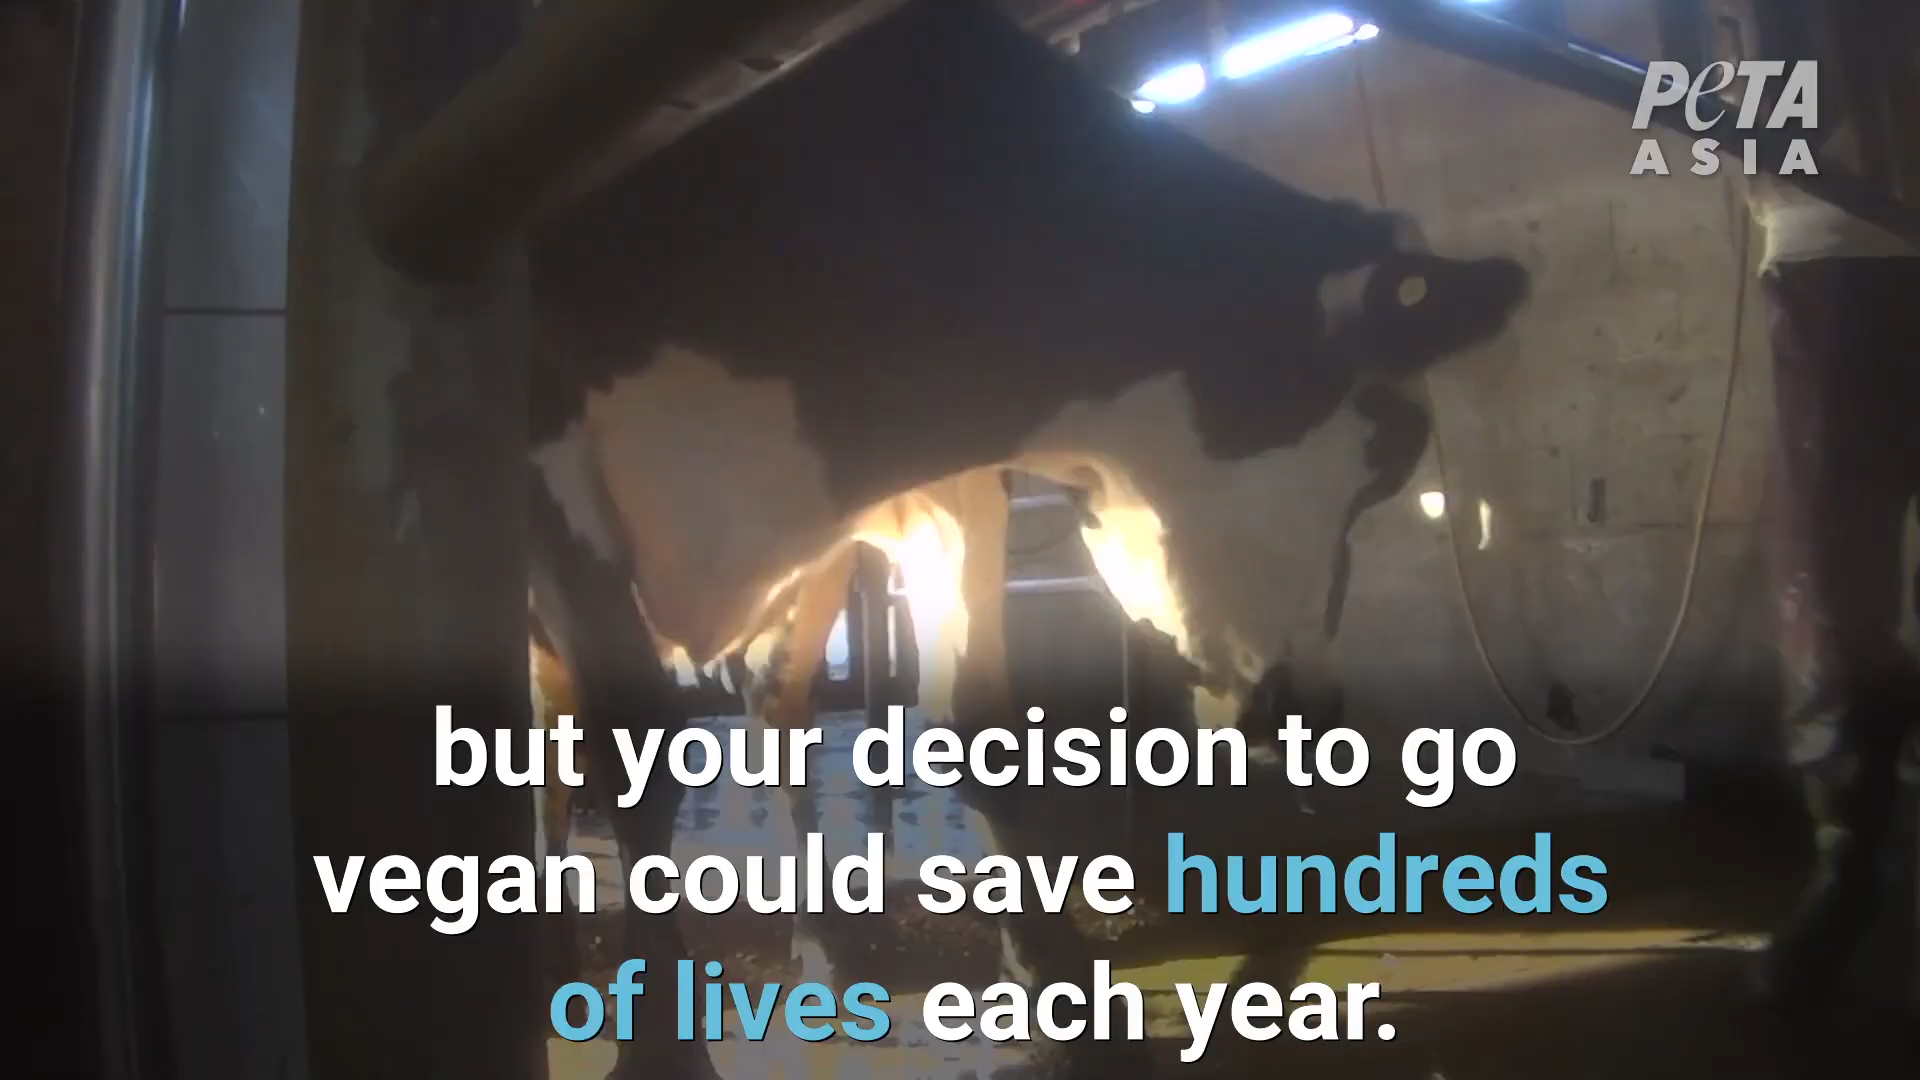 PETA
ASIA
but your decision to go
vegan could save hundreds
of lives each year.